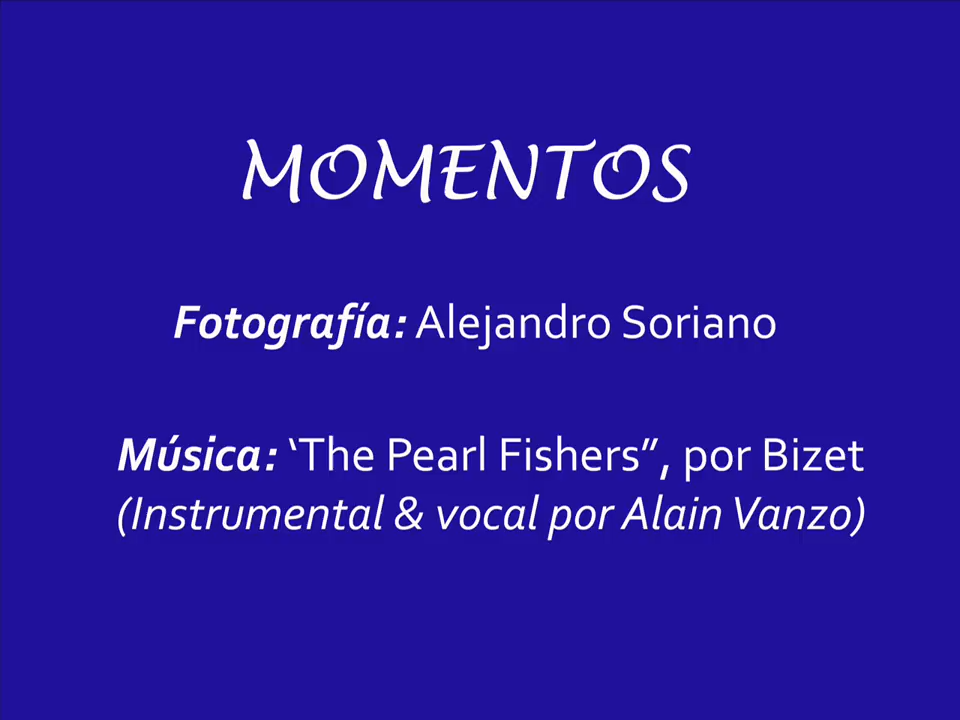 MOMENTOS
Fotografía: Alejandro Soriano
Música: ‘The Pearl Fishers”, por Bizet
(Instrumental & vocal por Alain Vanzo)